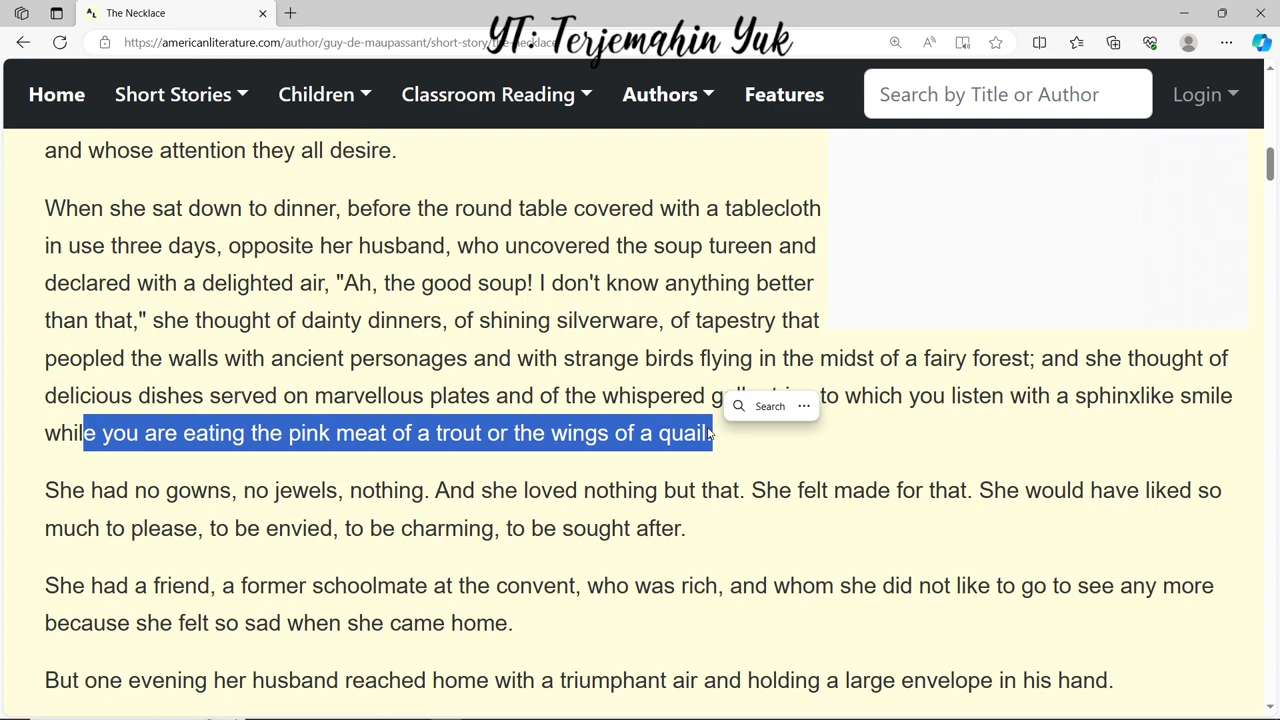 The Necklace
https://americanliterature.com/author/guy-de-maupassant/short-story/the-necklace
YT: Terjemahin Yuk
Home Short Stories Children Classroom Reading Authors Features Search by Title or Author Login
and whose attention they all desire.
When she sat down to dinner, before the round table covered with a tablecloth
in use three days, opposite her husband, who uncovered the soup tureen and
declared with a delighted air, "Ah, the good soup! I don't know anything better
than that," she thought of dainty dinners, of shining silverware, of tapestry that
peopled the walls with ancient personages and with strange birds flying in the midst of a fairy forest; and she thought of
delicious dishes served on marvellous plates and of the whispered to which you listen with a sphinxlike smile
Search
while you are eating the pink meat of a trout or the wings of a quail.
She had no gowns, no jewels, nothing. And she loved nothing but that. She felt made for that. She would have liked so
much to please, to be envied, to be charming, to be sought after.
She had a friend, a former schoolmate at the convent, who was rich, and whom she did not like to go to see any more
because she felt so sad when she came home.
But one evening her husband reached home with a triumphant air and holding a large envelope in his hand.